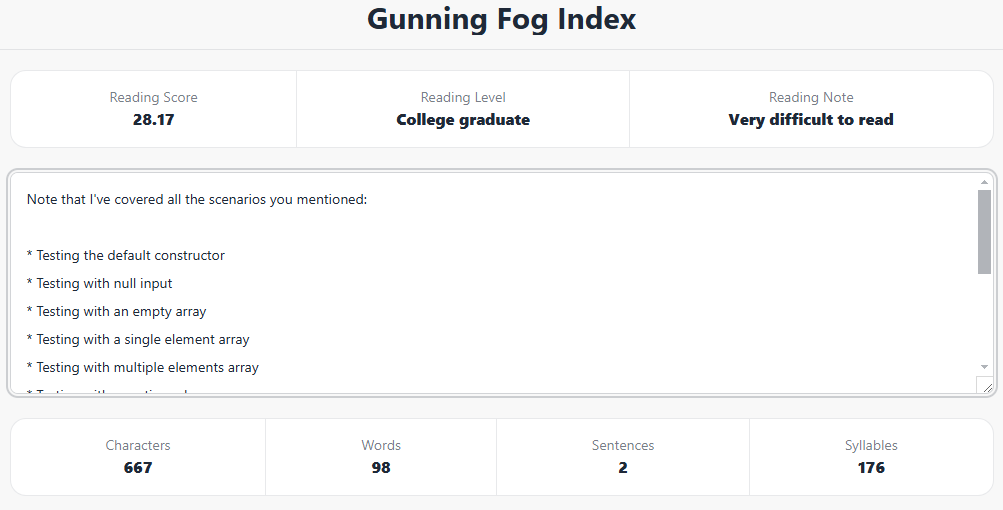 Gunning Fog Index
Reading Score
28.17
Reading Level
College graduate
Reading Note
Very difficult to read
Note that I've covered all the scenarios you mentioned:
* Testing the default constructor
* Testing with null input
* Testing with an empty array
* Testing with a single element array
* Testing with multiple elements array
Characters
667
Words
98
Sentences
2
Syllables
176